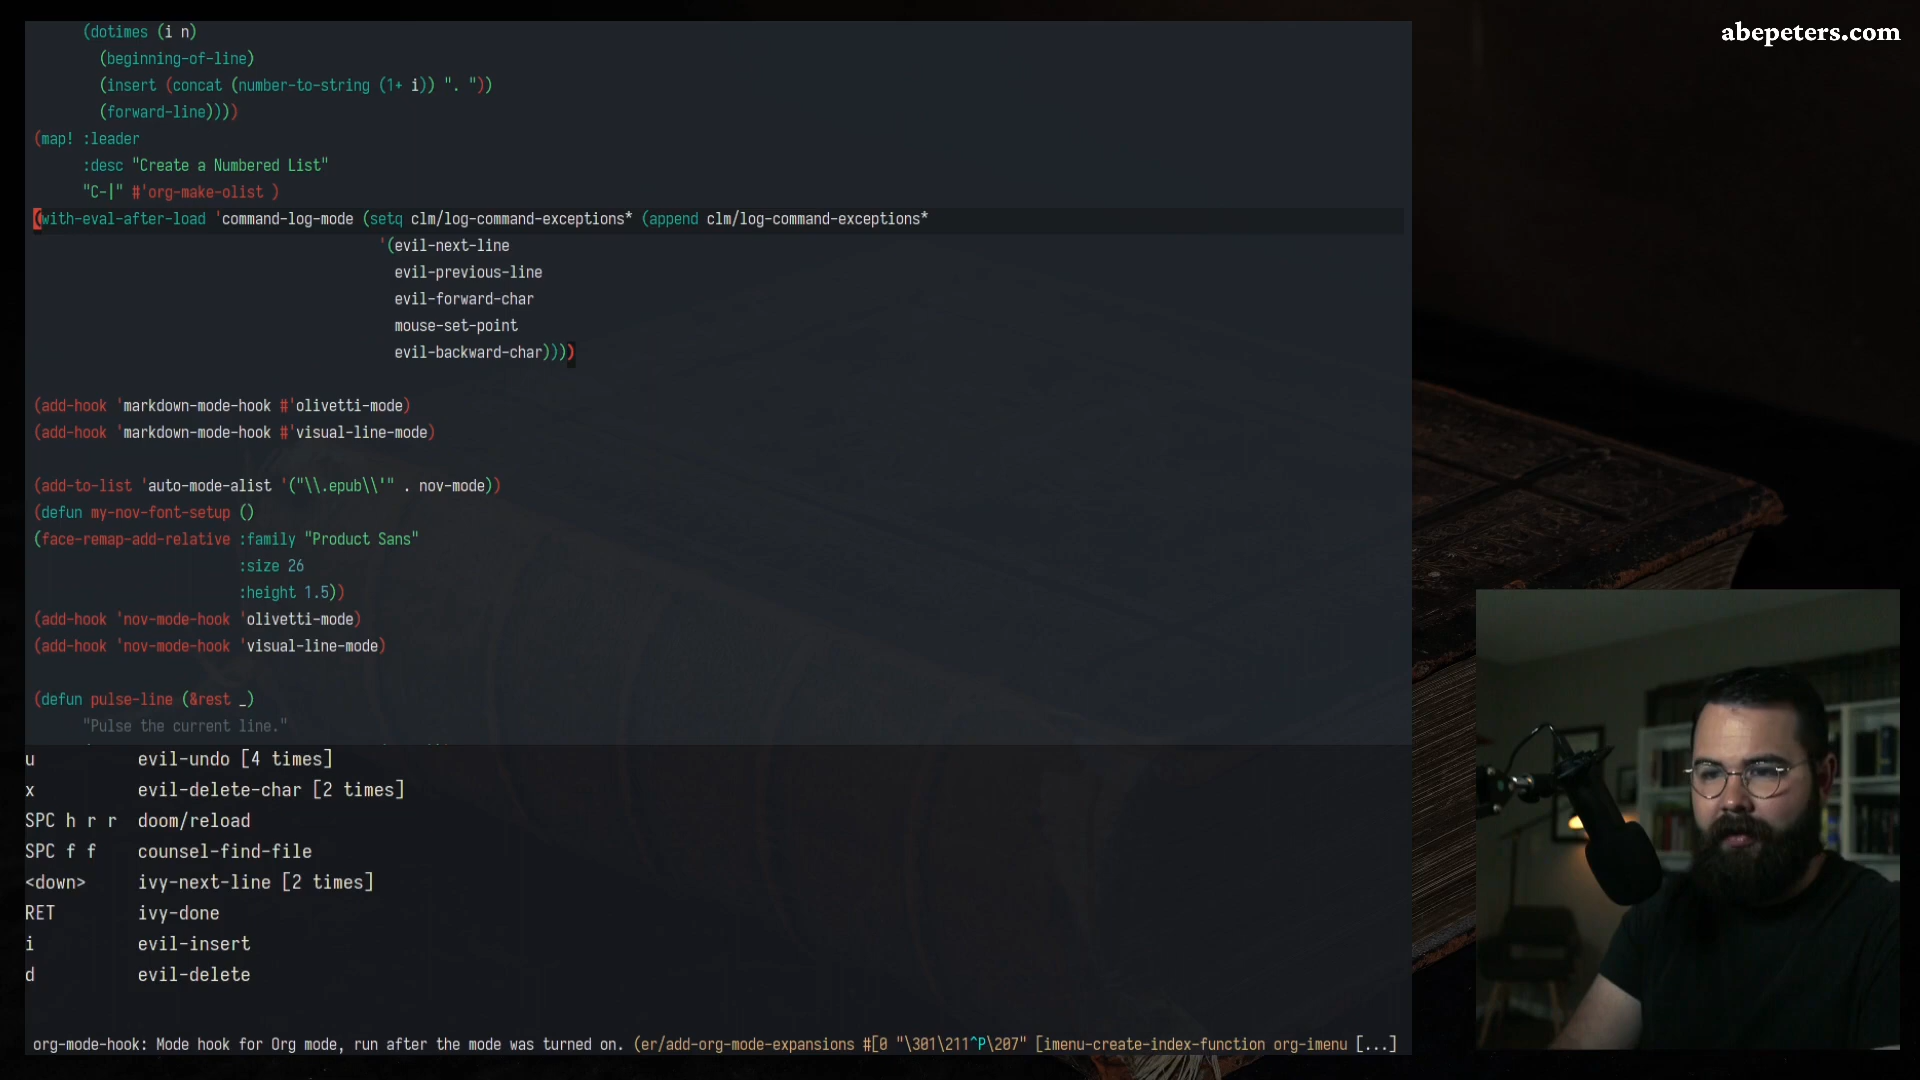 abepeters.com
(dotimes (i n)
(beginning-of-line)
(insert (concat (number-to-string (1+ i)) ". "))
(forward-line))))
(map! :leader
:desc "Create a Numbered List"
"C-|" #'org-make-olist )
(with-eval-after-load 'command-log-mode (setq clm/log-command-exceptions* (append clm/log-command-exceptions*
'(evil-next-line
evil-previous-line
evil-forward-char
mouse-set-point
evil-backward-char))))
(add-hook 'markdown-mode-hook #'olivetti-mode)
(add-hook 'markdown-mode-hook #'visual-line-mode)
(add-to-list 'auto-mode-alist '("\\.epub\\'" . nov-mode))
(defun my-nov-font-setup ()
(face-remap-add-relative :family "Product Sans"
:size 26
:height 1.5))
(add-hook 'nov-mode-hook 'olivetti-mode)
(add-hook 'nov-mode-hook 'visual-line-mode)
(defun pulse-line (&rest _)
"Pulse the current line."
u evil-undo [4 times]
x evil-delete-char [2 times]
SPC h r r doom/reload
SPC f f counsel-find-file
<down> ivy-next-line [2 times]
RET ivy-done
i evil-insert
d evil-delete
org-mode-hook: Mode hook for Org mode, run after the mode was turned on. (er/add-org-mode-expansions #[0 "\301\211^P\207" [imenu-create-index-function org-imenu [...]